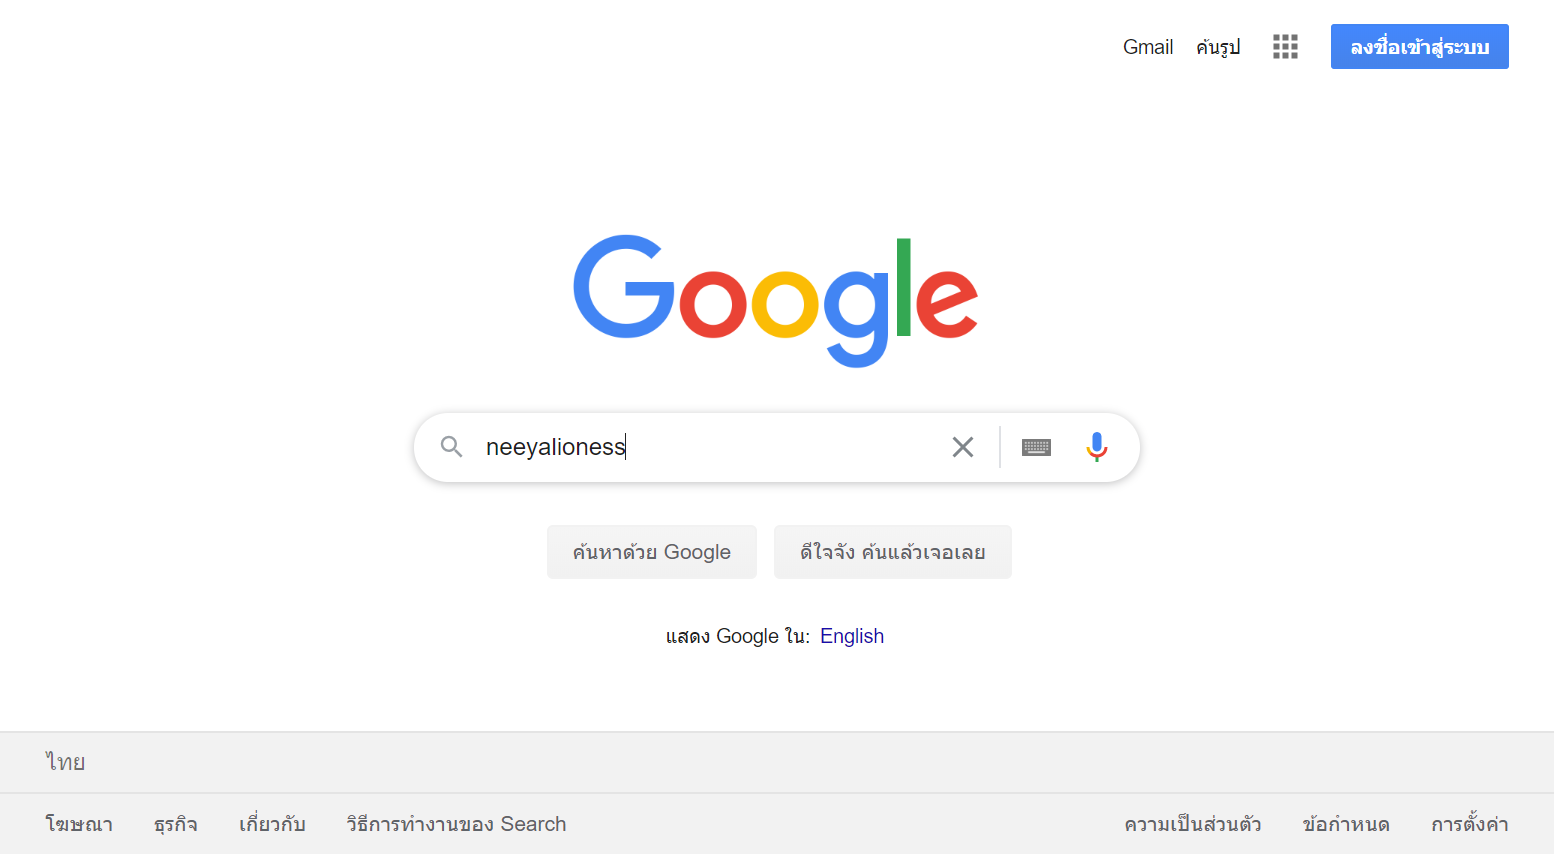 Gmail ค้นรูป ลงชื่อเข้าสู่ระบบ
Google
neeyalioness
ค้นหาด้วย Google ดีใจจัง ค้นแล้วเจอเลย
แสดง Google ใน: English
ไทย
โฆษณา ธุรกิจ เกี่ยวกับ วิธีการทำงานของ Search ความเป็นส่วนตัว ข้อกำหนด การตั้งค่า